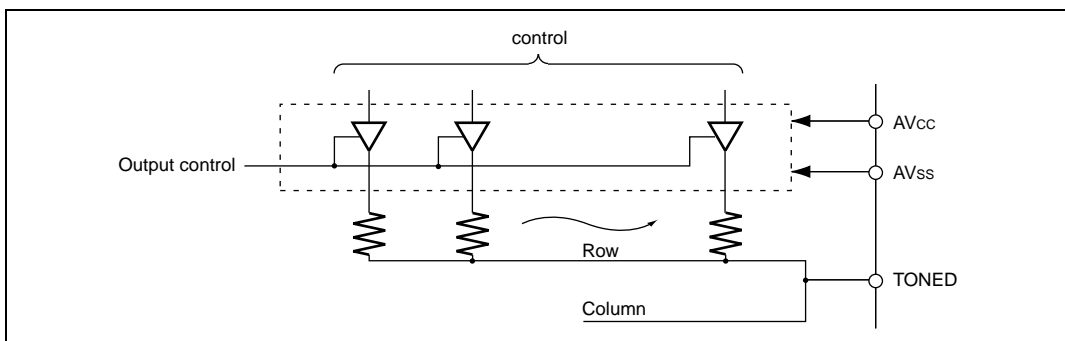 control
AVCC
Output control
AVSS
Row
TONED
Column